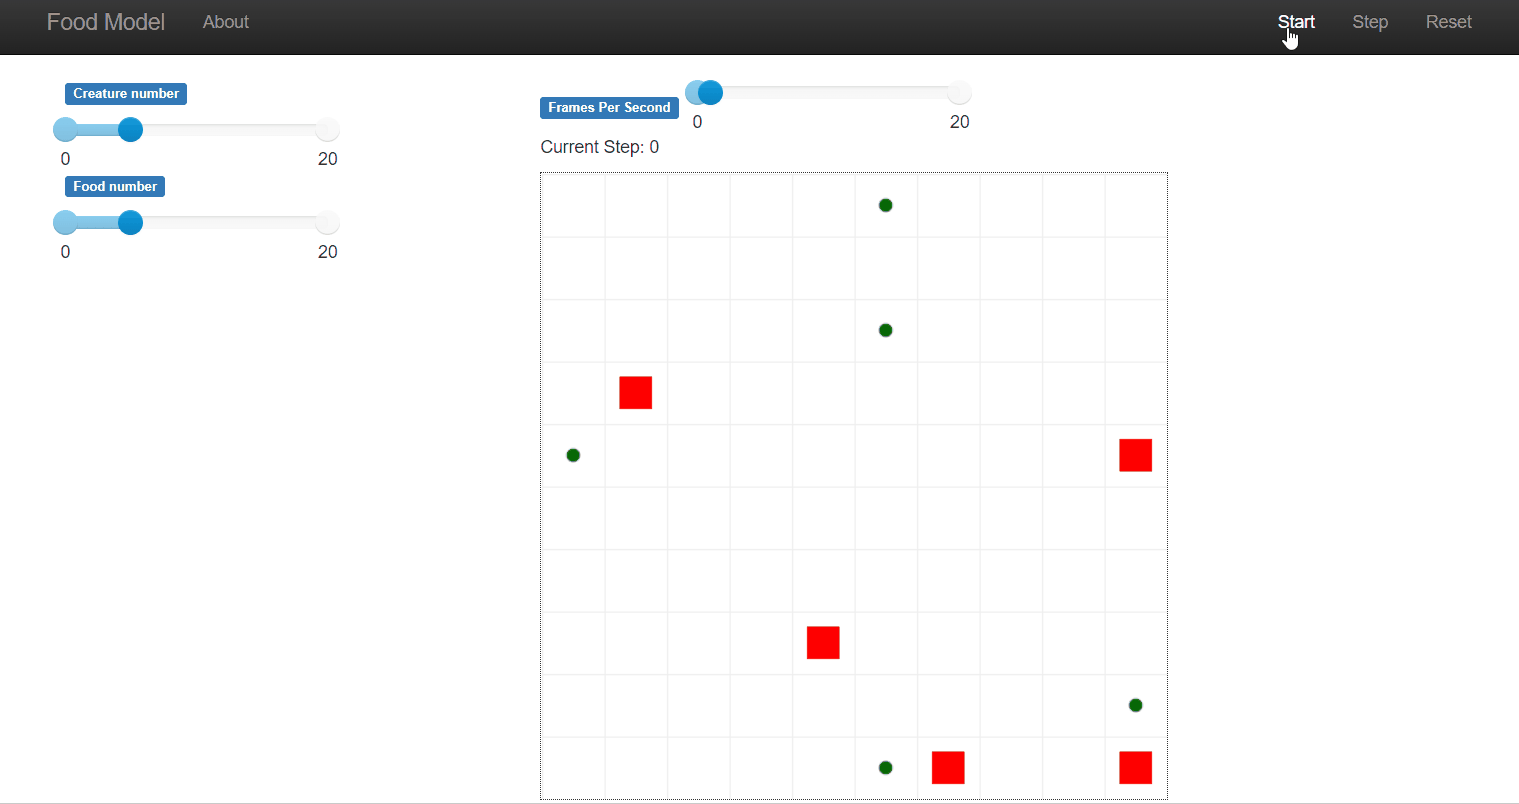 Food Model About Start Step Reset
Creature number
0 20
Food number
0 20
Frames Per Second
0 20
Current Step: 0